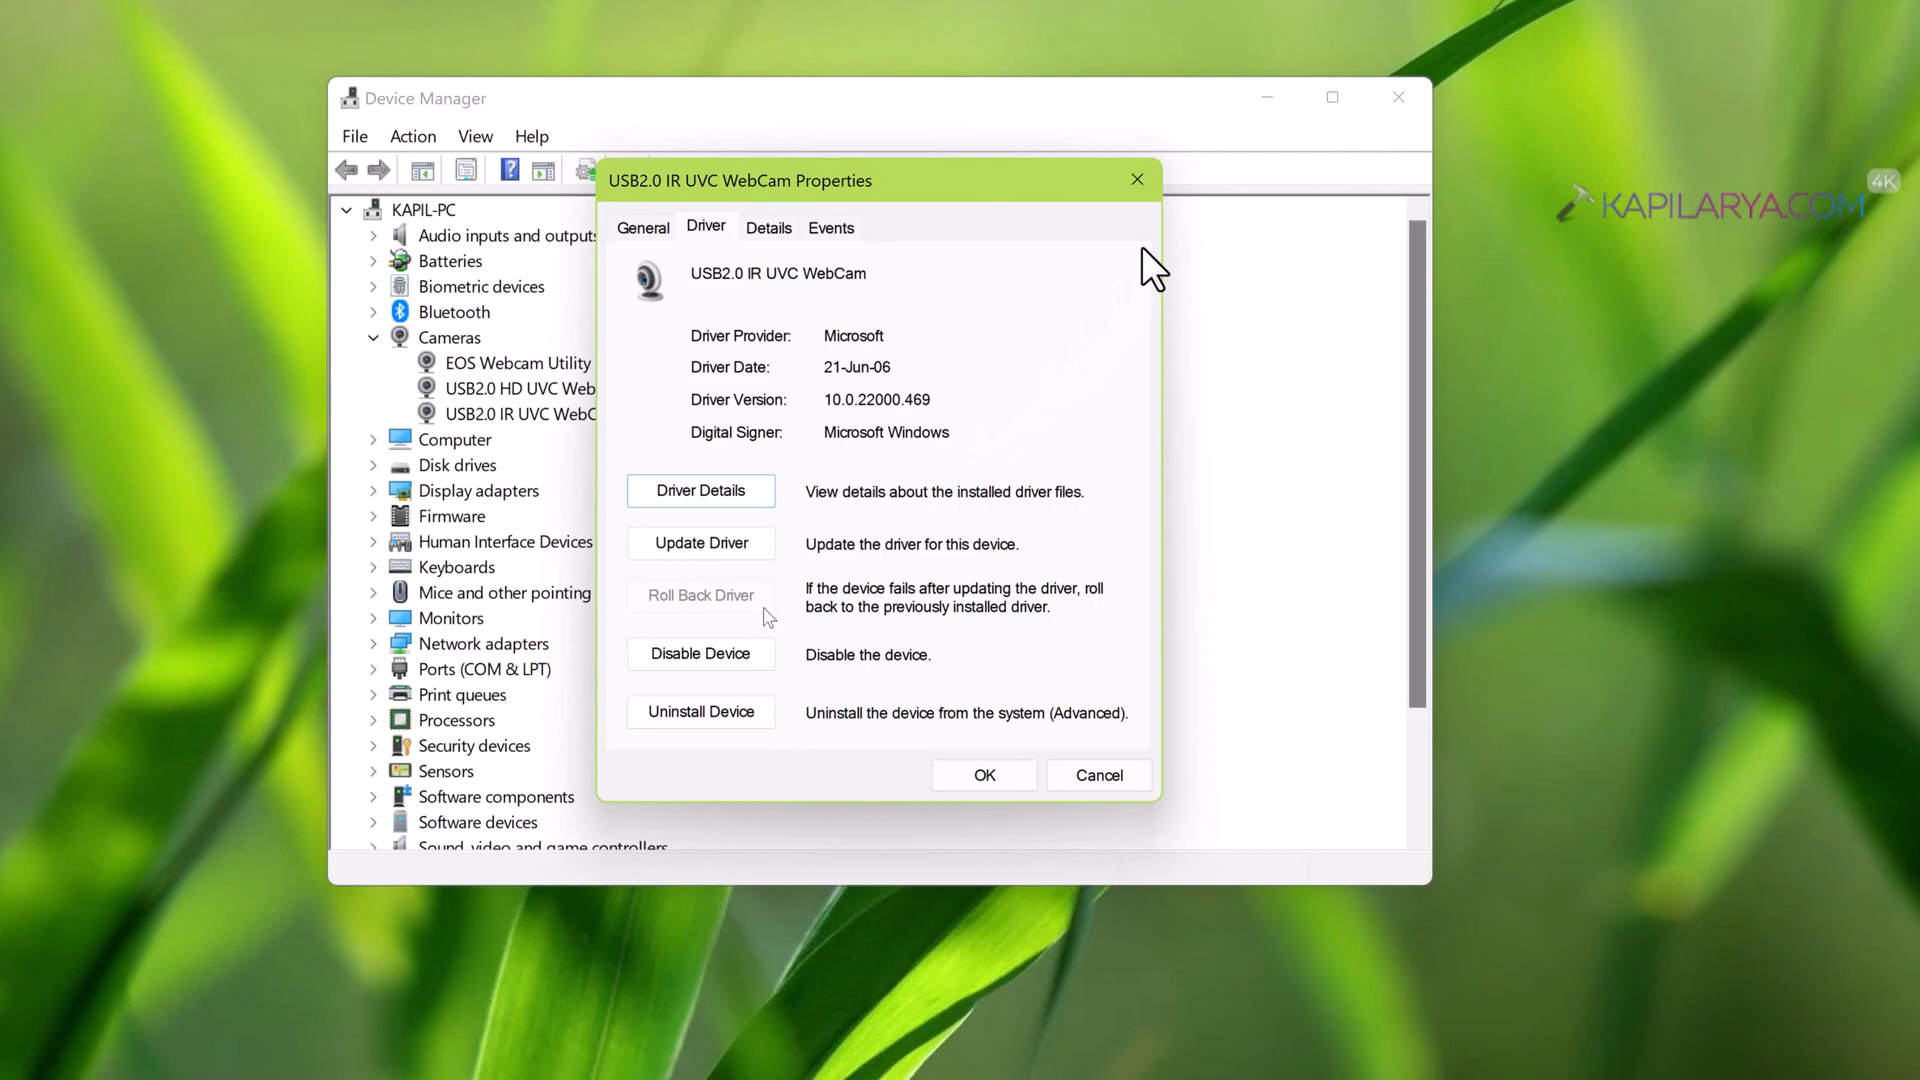 Device Manager
File Action View Help
KAPILARYA.COM
4K
USB2.0 IR UVC WebCam Properties
KAPIL-PC
Audio inputs and outputs
Batteries
Biometric devices
Bluetooth
Cameras
EOS Webcam Utility
USB2.0 HD UVC Web
USB2.0 IR UVC WebC
Computer
Disk drives
Display adapters
Firmware
Human Interface Devices
Keyboards
Mice and other pointing
Monitors
Network adapters
Ports (COM & LPT)
Print queues
Processors
Security devices
Sensors
Software components
Software devices
Sound, video and game controllers
General Driver Details Events
USB2.0 IR UVC WebCam
Driver Provider: Microsoft
Driver Date: 21-Jun-06
Driver Version: 10.0.22000.469
Digital Signer: Microsoft Windows
Driver Details View details about the installed driver files.
Update Driver Update the driver for this device.
Roll Back Driver If the device fails after updating the driver, roll
back to the previously installed driver.
Disable Device Disable the device.
Uninstall Device Uninstall the device from the system (Advanced).
OK Cancel